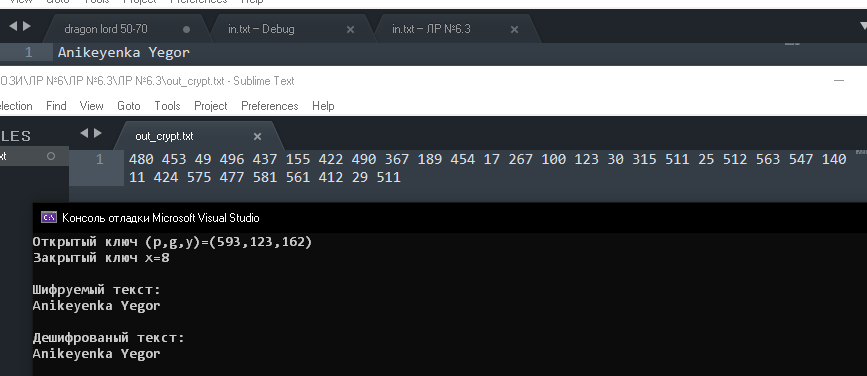 View Goto Tools Project Preferences Help
dragon lord 50-70
in.txt – Debug
in.txt – ЛР №6.3
1 Anikeyenka Yegor
ОЗИ\ЛР №6\ЛР №6.3\ЛР №6.3\out_crypt.txt - Sublime Text
election Find View Goto Tools Project Preferences Help
LES
out_crypt.txt
xt
1 480 453 49 496 437 155 422 490 367 189 454 17 267 100 123 30 315 511 25 512 563 547 140
11 424 575 477 581 561 412 29 511
C:\ Консоль отладки Microsoft Visual Studio
Открытый ключ (p,g,y)=(593,123,162)
Закрытый ключ x=8
Шифруемый текст:
Anikeyenka Yegor
Дешифрованый текст:
Anikeyenka Yegor